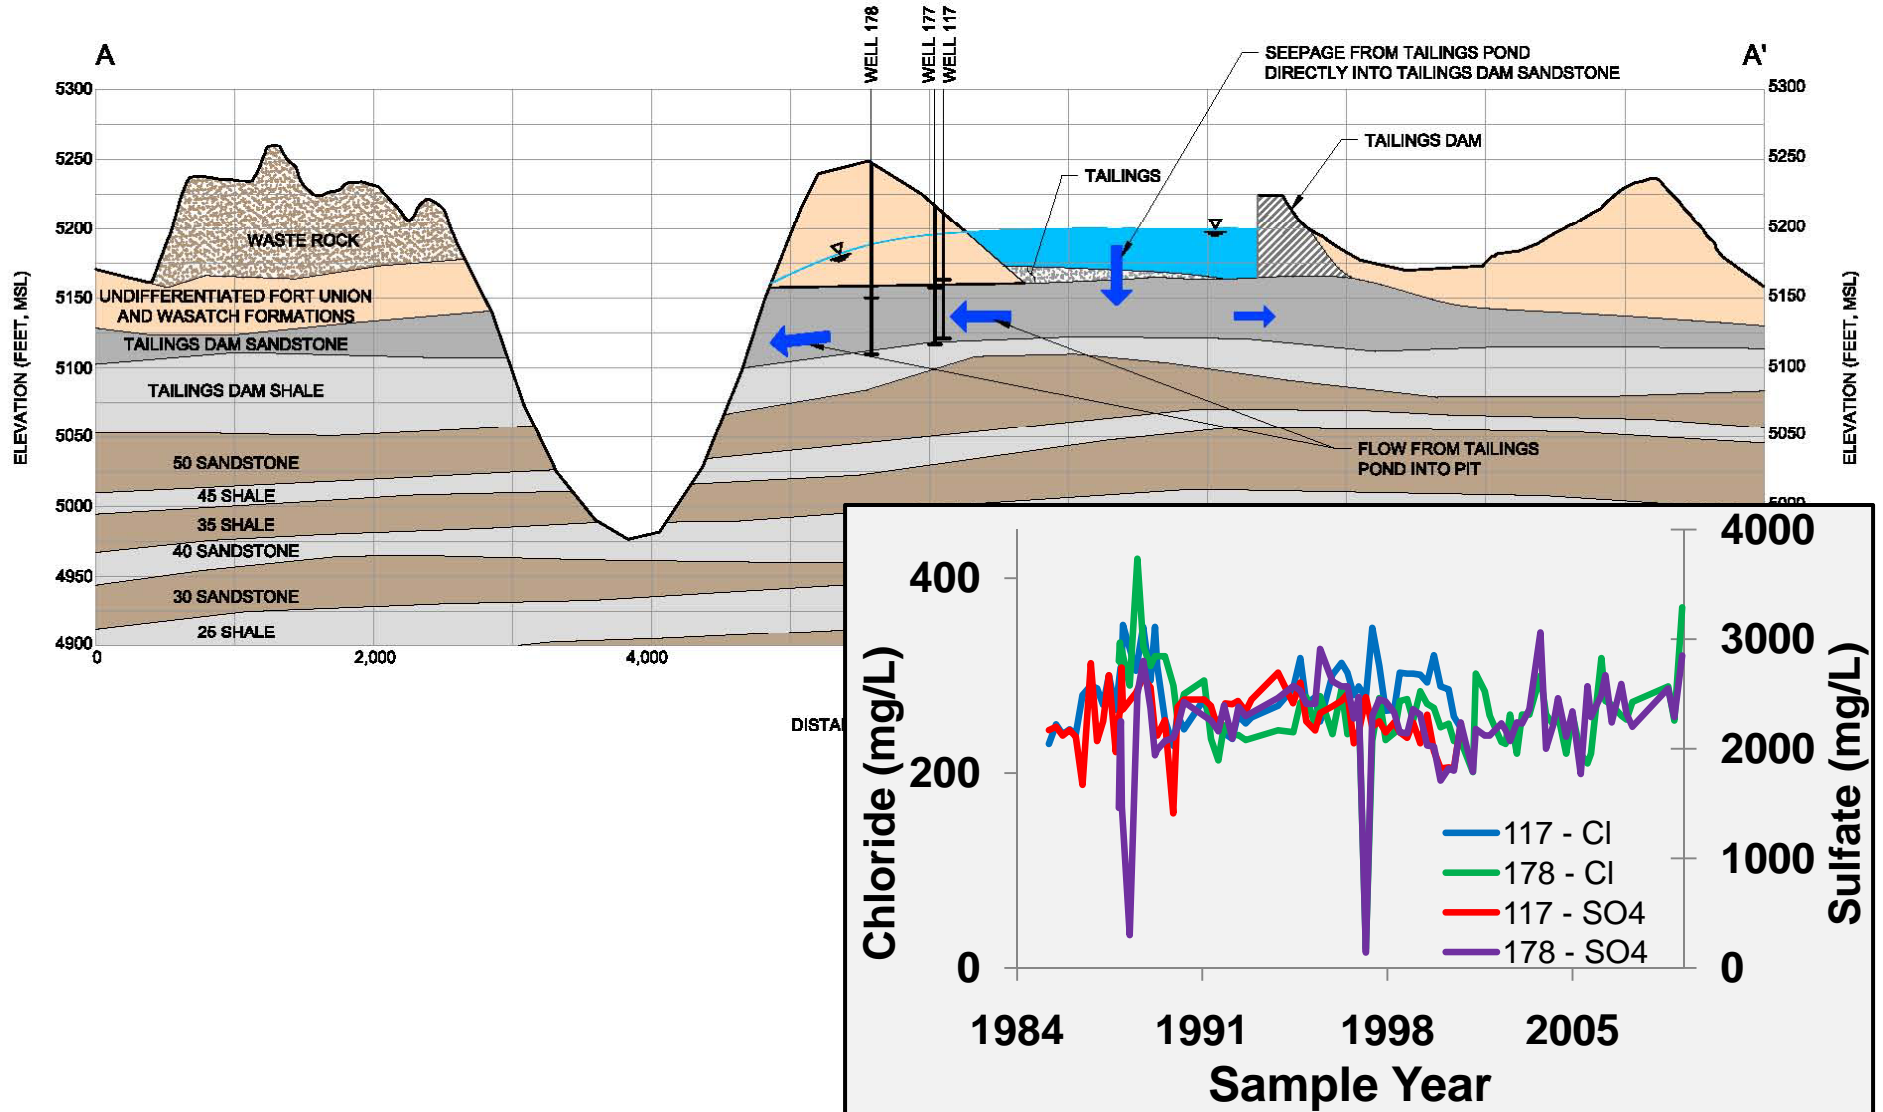 A
A'
WELL 178
WELL 177
WELL 117
SEEPAGE FROM TAILINGS POND
DIRECTLY INTO TAILINGS DAM SANDSTONE
TAILINGS DAM
TAILINGS
5300
5250
5200
5150
5100
5050
5000
4950
4900
ELEVATION (FEET, MSL)
5300
5250
5200
5150
5100
5050
5000
ELEVATION (FEET, MSL)
WASTE ROCK
UNDIFFERENTIATED FORT UNION
AND WASATCH FORMATIONS
TAILINGS DAM SANDSTONE
TAILINGS DAM SHALE
50 SANDSTONE
45 SHALE
35 SHALE
40 SANDSTONE
30 SANDSTONE
25 SHALE
FLOW FROM TAILINGS
POND INTO PIT
0
2,000
4,000
DISTA
400
200
0
Chloride (mg/L)
4000
3000
2000
1000
0
Sulfate (mg/L)
117 - Cl
178 - Cl
117 - SO4
178 - SO4
1984
1991
1998
2005
Sample Year